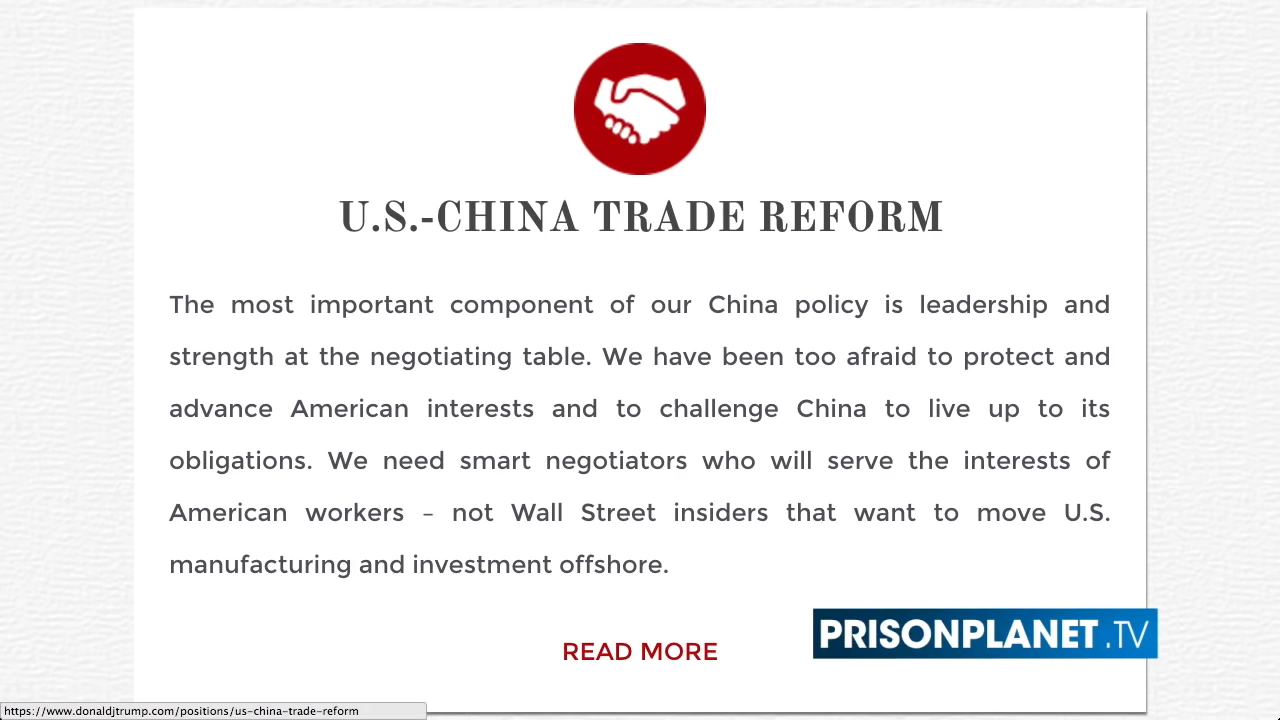 U.S.-CHINA TRADE REFORM
The most important component of our China policy is leadership and
strength at the negotiating table. We have been too afraid to protect and
advance American interests and to challenge China to live up to its
obligations. We need smart negotiators who will serve the interests of
American workers – not Wall Street insiders that want to move U.S.
manufacturing and investment offshore.
READ MORE
PRISONPLANET.TV
https://www.donaldjtrump.com/positions/us-china-trade-reform